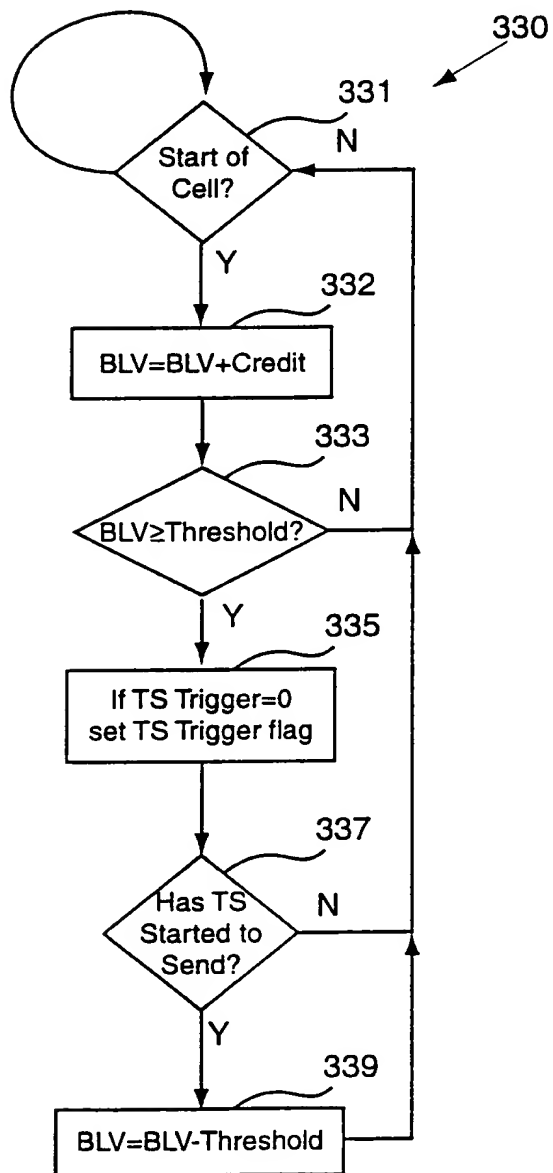 330
331
N
Start of
Cell?
Y
332
BLV=BLV+Credit
333
N
BLV≥Threshold?
Y
335
If TS Trigger=0
set TS Trigger flag
337
N
Has TS
Started to
Send?
Y
339
BLV=BLV-Threshold